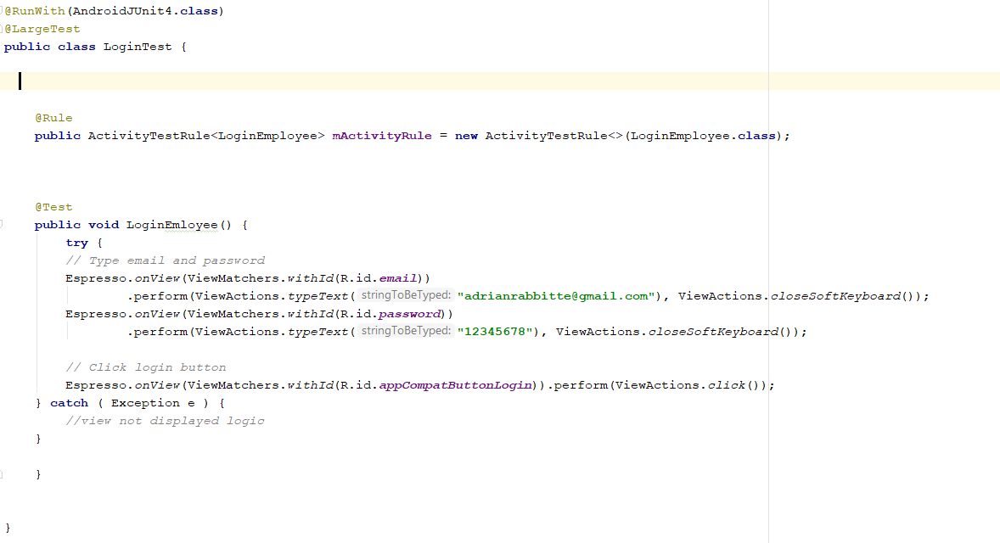 @RunWith(AndroidJUnit4.class)
@LargeTest
public class LoginTest {
@Rule
public ActivityTestRule<LoginEmployee> mActivityRule = new ActivityTestRule<>(LoginEmployee.class);
@Test
public void LoginEmloyee() {
try {
// Type email and password
Espresso.onView(ViewMatchers.withId(R.id.email))
.perform(ViewActions.typeText( stringToBeTyped: "adrianrabbitte@gmail.com"), ViewActions.closeSoftKeyboard());
Espresso.onView(ViewMatchers.withId(R.id.password))
.perform(ViewActions.typeText( stringToBeTyped: "12345678"), ViewActions.closeSoftKeyboard());
// Click login button
Espresso.onView(ViewMatchers.withId(R.id.appCompatButtonLogin)).perform(ViewActions.click());
} catch ( Exception e ) {
//view not displayed logic
}
}
}